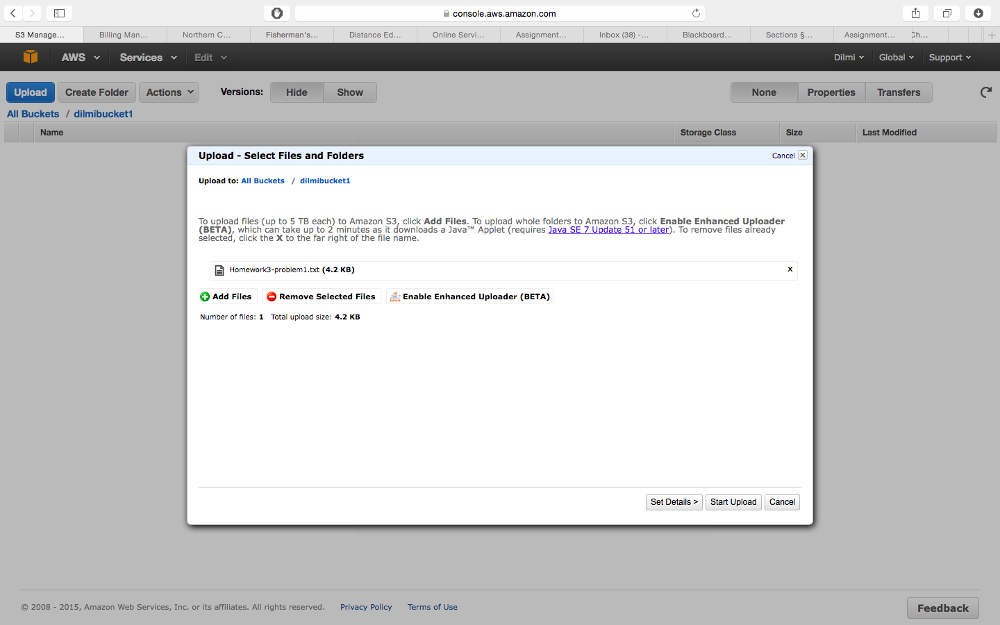 console.aws.amazon.com
S3 Manage... Billing Man... Northern C... Fisherman's... Distance Ed... Online Servi... Assignment... Inbox (38) -... Blackboard... Sections §... Assignment... Ch...
AWS Services Edit Dilmi Global Support
Upload Create Folder Actions Versions: Hide Show None Properties Transfers
All Buckets / dilmibucket1
Name Storage Class Size Last Modified
Upload - Select Files and Folders Cancel
Upload to: All Buckets / dilmibucket1
To upload files (up to 5 TB each) to Amazon S3, click Add Files. To upload whole folders to Amazon S3, click Enable Enhanced Uploader
(BETA), which can take up to 2 minutes as it downloads a Java™ Applet (requires Java SE 7 Update 51 or later). To remove files already
selected, click the X to the far right of the file name.
Homework3-problem1.txt (4.2 KB) x
Add Files Remove Selected Files Enable Enhanced Uploader (BETA)
Number of files: 1 Total upload size: 4.2 KB
Set Details > Start Upload Cancel
© 2008 - 2015, Amazon Web Services, Inc. or its affiliates. All rights reserved. Privacy Policy Terms of Use Feedback